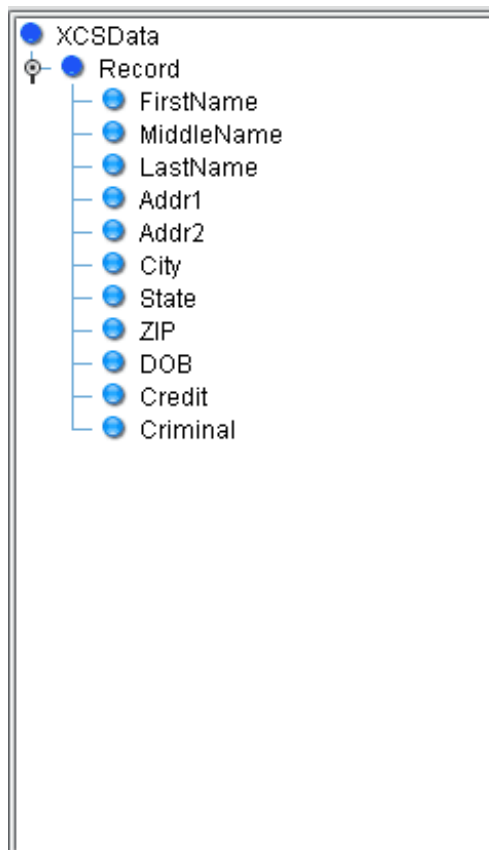 XCSData
Record
FirstName
MiddleName
LastName
Addr1
Addr2
City
State
ZIP
DOB
Credit
Criminal